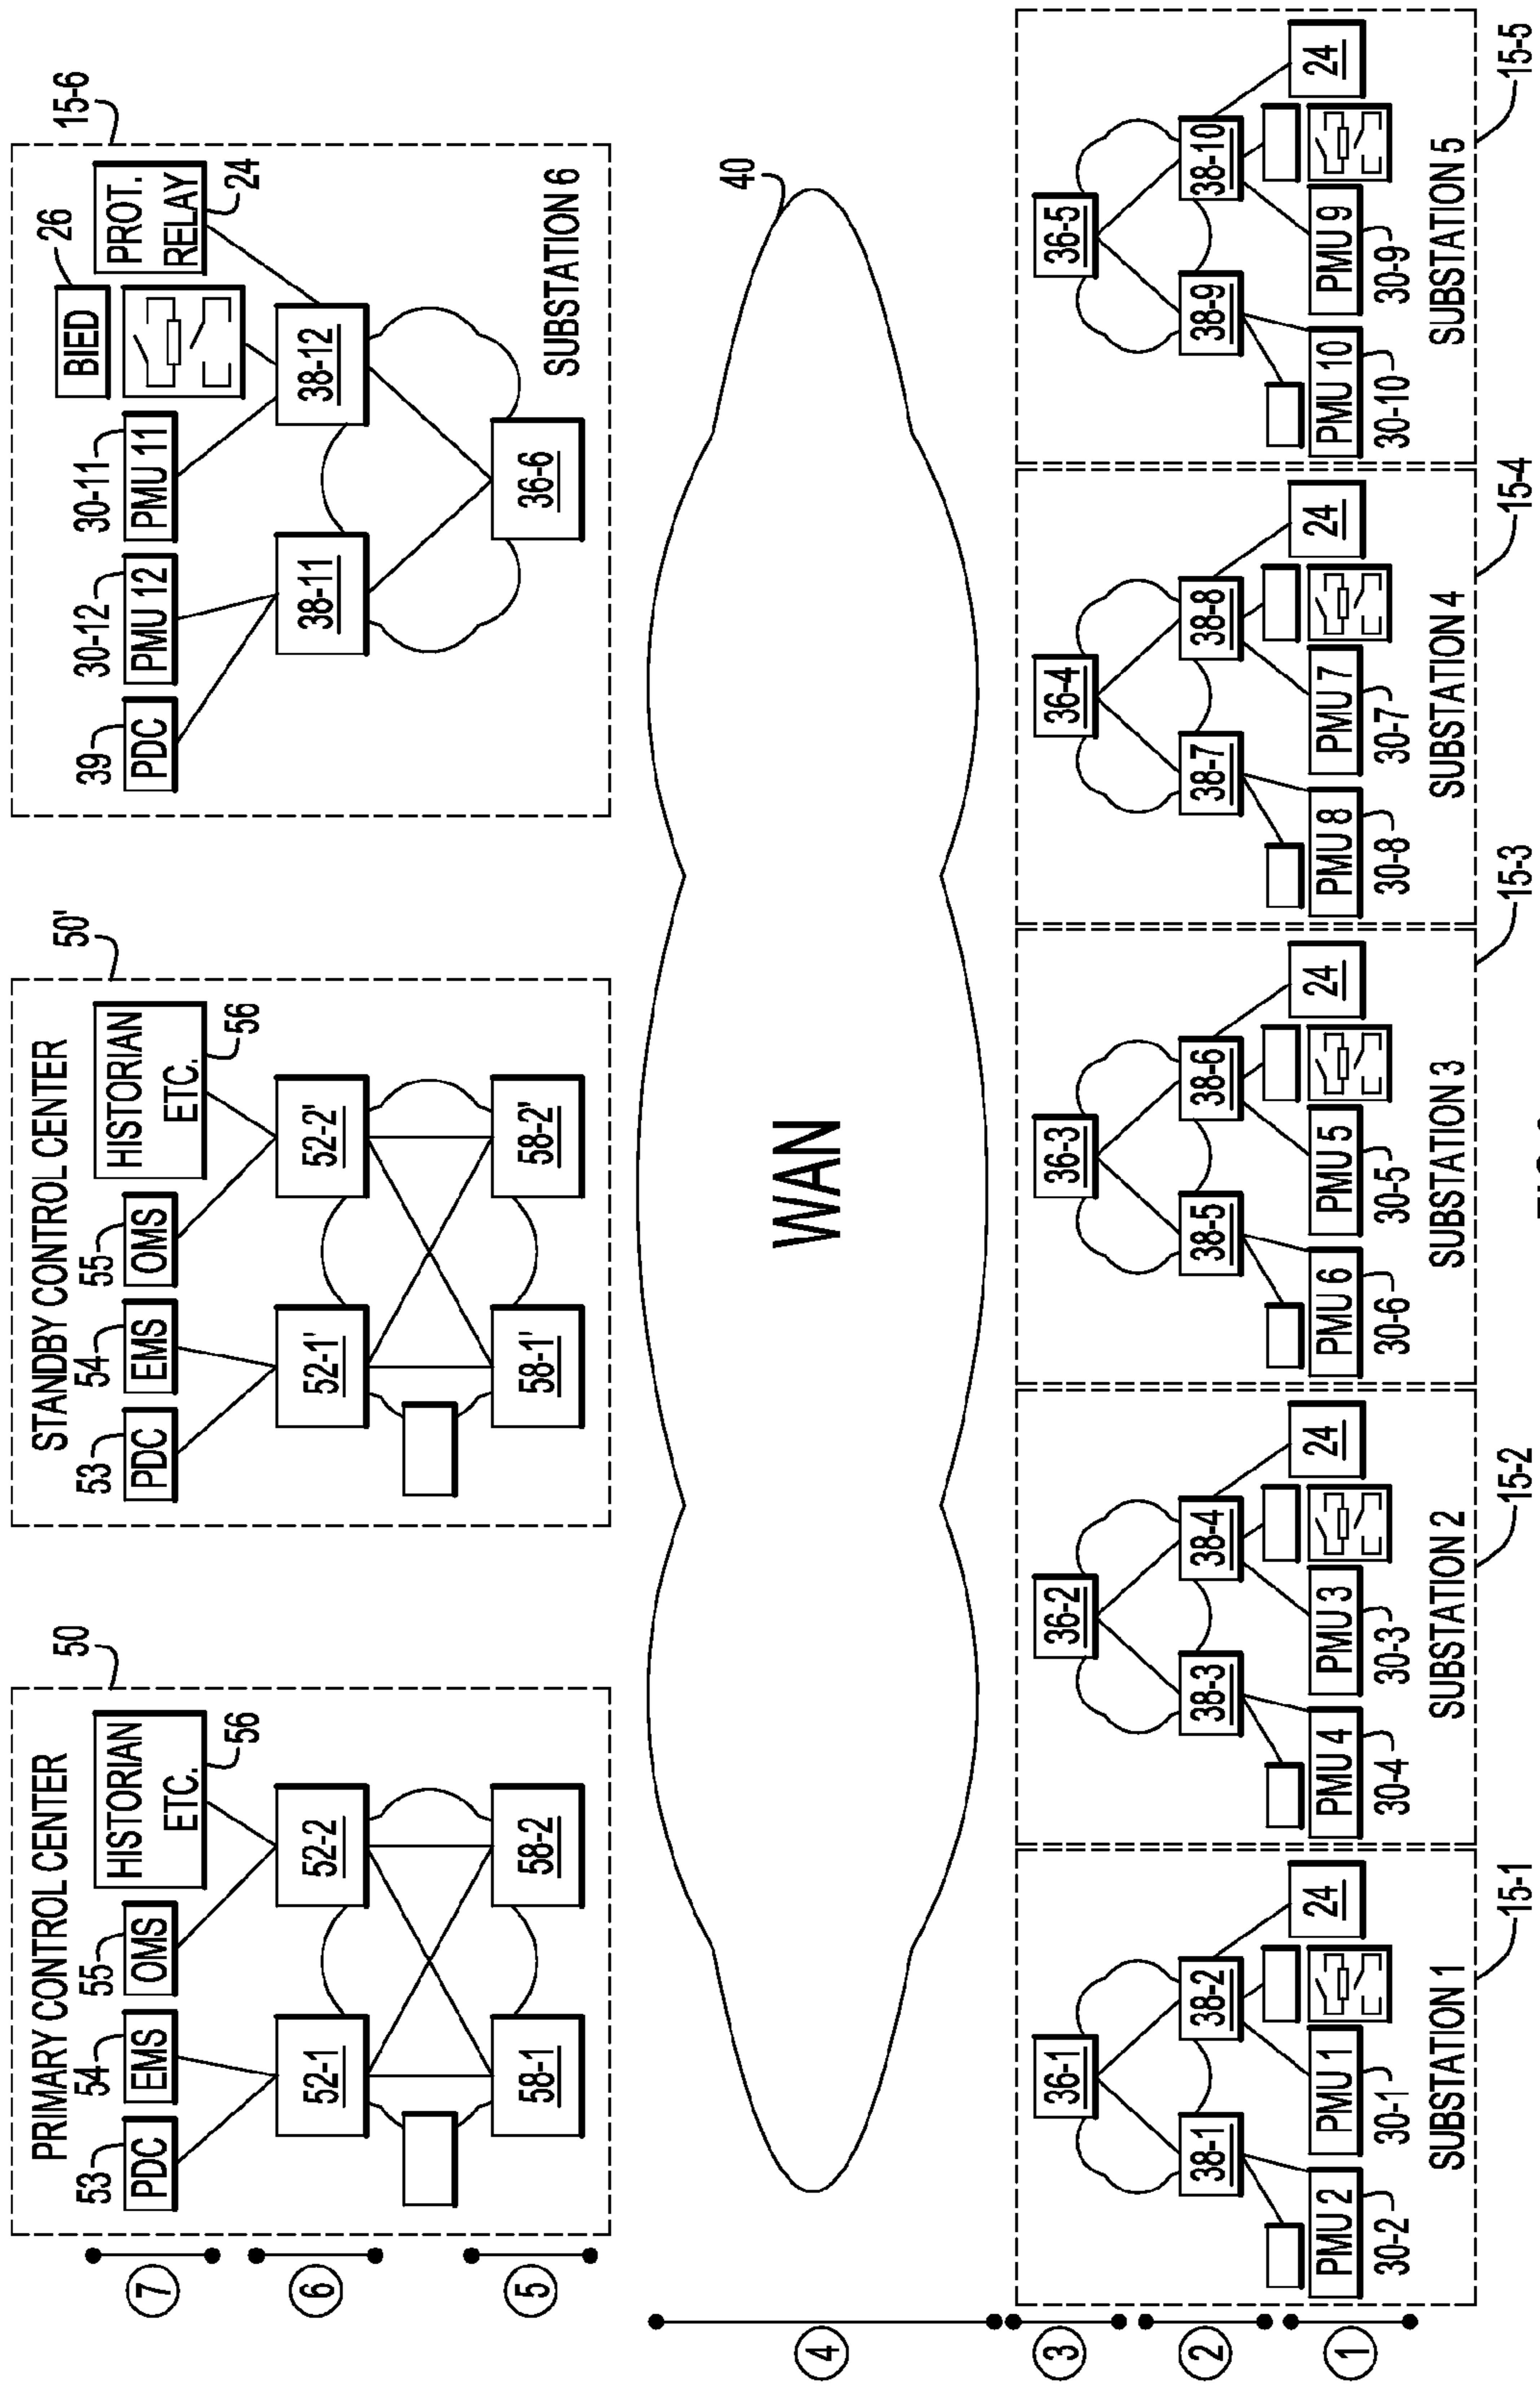 PRIMARY CONTROL CENTER
50
53
PDC
54
EMS
55
OMS
HISTORIAN
ETC.
56
52-1
52-2
58-1
58-2
STANDBY CONTROL CENTER
50'
53
PDC
54
EMS
55
OMS
HISTORIAN
ETC.
56
52-1'
52-2'
58-1'
58-2'
15-6
39
PDC
30-12
PMU 12
30-11
PMU 11
26
BIED
PROT.
RELAY
24
38-11
38-12
36-6
SUBSTATION 6
7
6
5
4
3
2
1
WAN
40
36-1
38-1
38-2
24
PMU 2
PMU 1
30-2
30-1
SUBSTATION 1
15-1
36-2
38-3
38-4
24
PMU 4
PMU 3
30-4
30-3
SUBSTATION 2
15-2
36-3
38-5
38-6
24
PMU 6
PMU 5
30-6
30-5
SUBSTATION 3
15-3
36-4
38-7
38-8
24
PMU 8
PMU 7
30-8
30-7
SUBSTATION 4
15-4
36-5
38-9
38-10
24
PMU 10
PMU 9
30-10
30-9
SUBSTATION 5
15-5